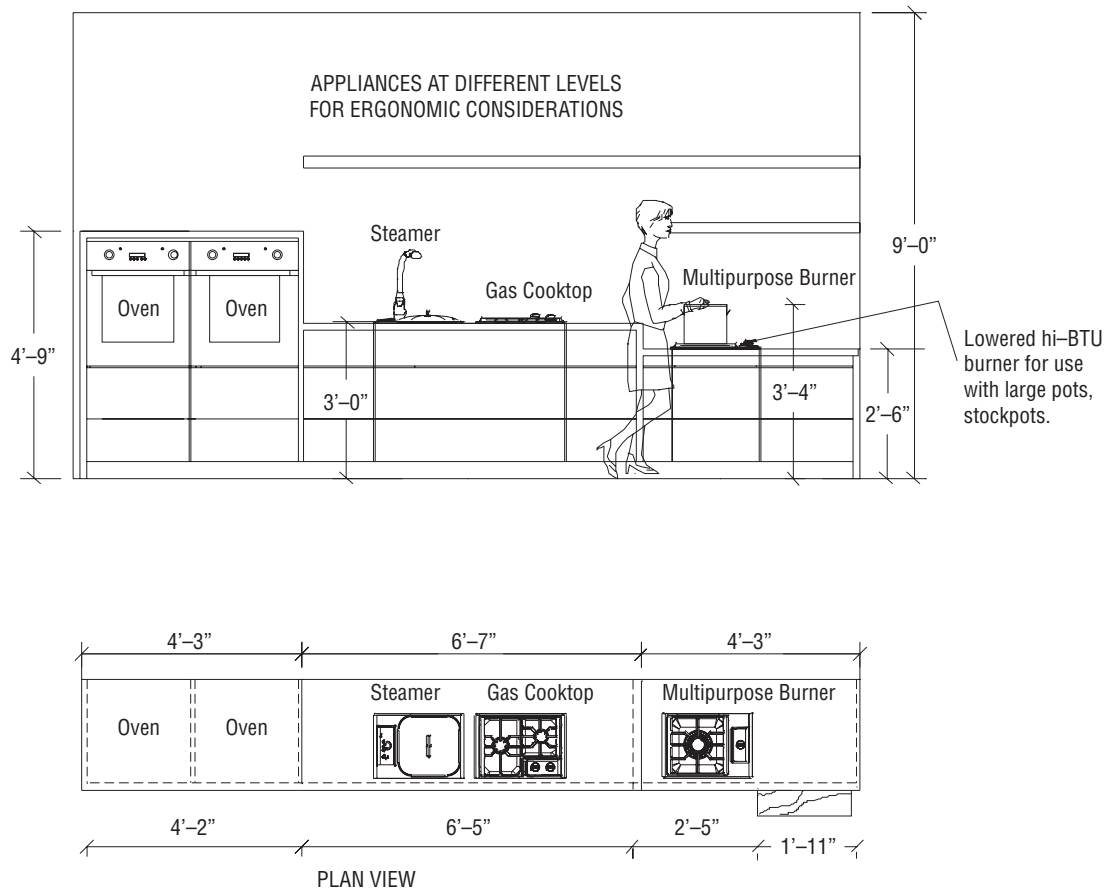 APPLIANCES AT DIFFERENT LEVELS
FOR ERGONOMIC CONSIDERATIONS
Steamer
Gas Cooktop
Multipurpose Burner
Oven
Oven
9’–0”
4’–9”
3’–0”
3’–4”
2’–6”
Lowered hi–BTU
burner for use
with large pots,
stockpots.
4’–3”
6’–7”
4’–3”
Steamer
Gas Cooktop
Multipurpose Burner
Oven
Oven
4’–2”
6’–5”
2’–5”
1’–11”
PLAN VIEW